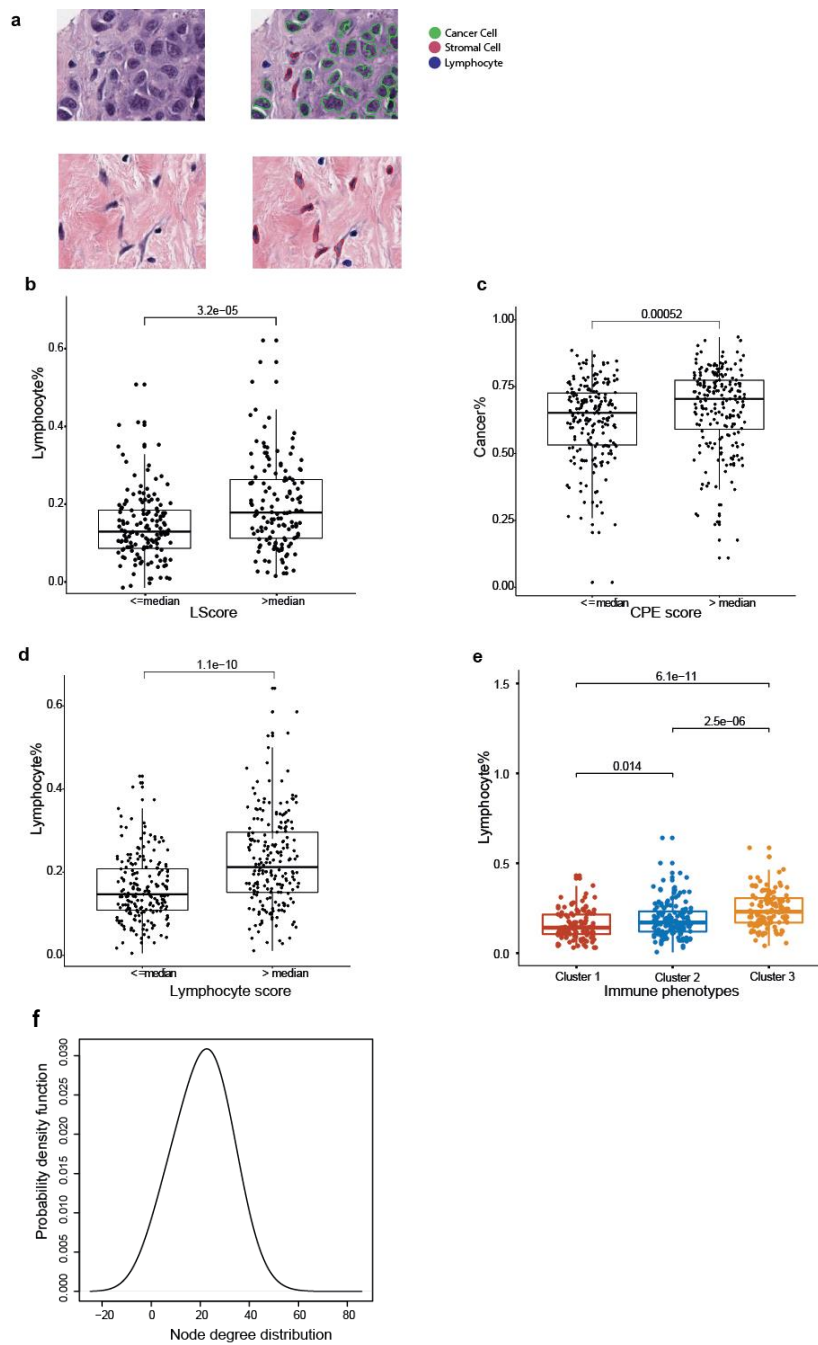 a
Cancer Cell
Stromal Cell
Lymphocyte
b
3.2e−05
Lymphocyte%
0.6
0.4
0.2
0.0
<=median
>median
LScore
c
0.00052
Cancer%
1.00
0.75
0.50
0.25
0.00
<=median
> median
CPE score
d
1.1e−10
Lymphocyte%
0.6
0.4
0.2
0.0
<=median
> median
Lymphocyte score
e
6.1e−11
2.5e−06
0.014
Lymphocyte%
1.5
1.0
0.5
0.0
Cluster 1
Cluster 2
Cluster 3
Immune phenotypes
f
Probability density function
0.030
0.025
0.020
0.015
0.010
0.005
0.000
−20
0
20
40
60
80
Node degree distribution